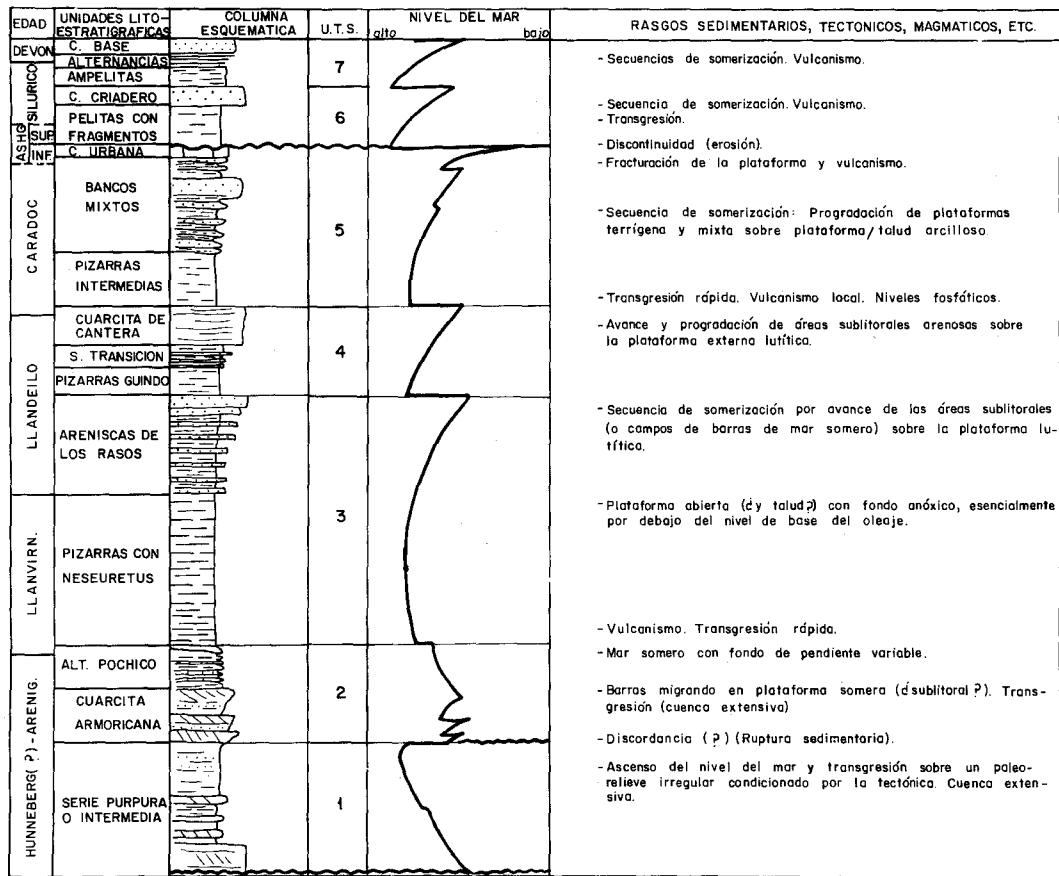 EDAD
UNIDADES LITO-
ESTRATIGRAFICAS
COLUMNA
ESQUEMATICA
U.T.S.
NIVEL DEL MAR
alto
bajo
RASGOS SEDIMENTARIOS, TECTONICOS, MAGMATICOS, ETC.
DEVON
SILURICO
ASHG
SUP
INF.
CARADOC
LLANDEILO
LLANVIRN.
HUNNEBERG(?)-ARENIG.
C. BASE
ALTERNANCIAS
AMPELITAS
C. CRIADERO
PELITAS CON
FRAGMENTOS
C. URBANA
BANCOS
MIXTOS
PIZARRAS
INTERMEDIAS
CUARCITA DE
CANTERA
S. TRANSICION
PIZARRAS GUINDO
ARENISCAS DE
LOS RASOS
PIZARRAS CON
NESEURETUS
ALT. POCHICO
CUARCITA
ARMORICANA
SERIE PURPURA
O INTERMEDIA
7
6
5
4
3
2
1
- Secuencias de somerización. Vulcanismo.
- Secuencia de somerización. Vulcanismo.
- Transgresión.
- Discontinuidad (erosión).
- Fracturación de la plataforma y vulcanismo.
- Secuencia de somerización: Progradación de plataformas
terrígena y mixta sobre plataforma/talud arcilloso.
- Transgresión rápida. Vulcanismo local. Niveles fosfáticos.
- Avance y progradación de áreas sublitorales arenosas sobre
la plataforma externa lutítica.
- Secuencia de somerización por avance de las áreas sublitorales
(o campos de barras de mar somero) sobre la plataforma lu-
títica.
- Plataforma abierta (¿y talud?) con fondo anóxico, esencialmente
por debajo del nivel de base del oleaje.
- Vulcanismo. Transgresión rápida.
- Mar somero con fondo de pendiente variable.
- Barras migrando en plataforma somera (¿sublitoral?). Trans-
gresión (cuenca extensiva)
- Discordancia (?) (Ruptura sedimentaria).
- Ascenso del nivel del mar y transgresión sobre un paleo-
relieve irregular condicionado por la tectónica. Cuenca exten-
siva.